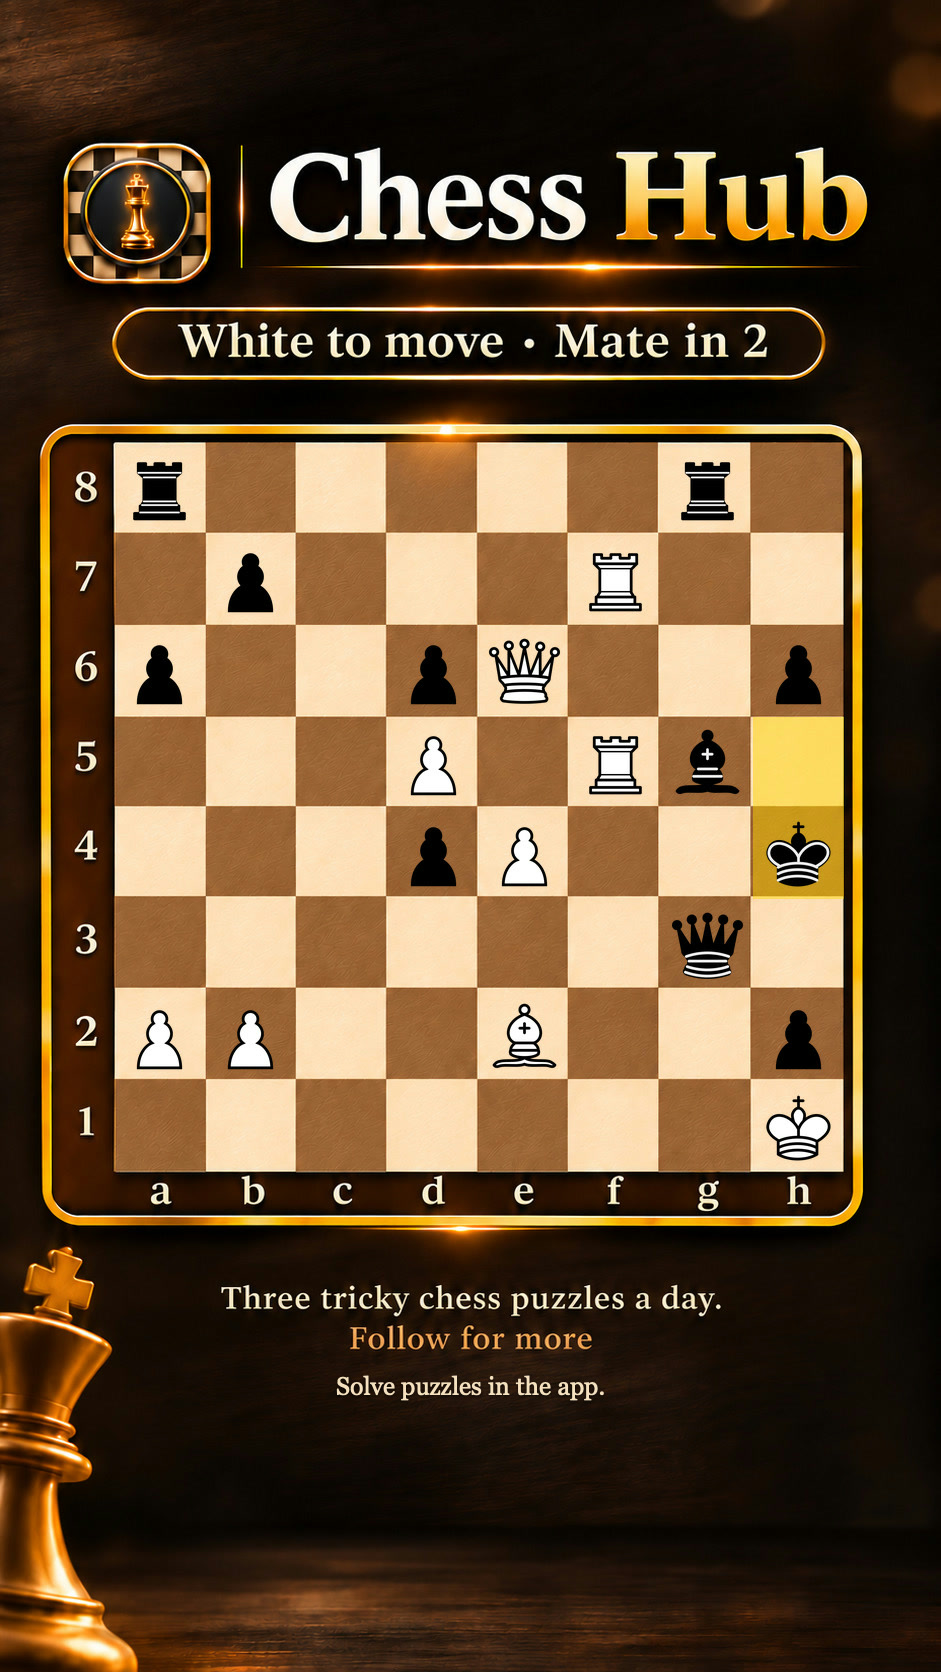 Chess Hub
White to move • Mate in 2
8
7
6
5
4
3
2
1
a b c d e f g h
Three tricky chess puzzles a day.
Follow for more
Solve puzzles in the app.